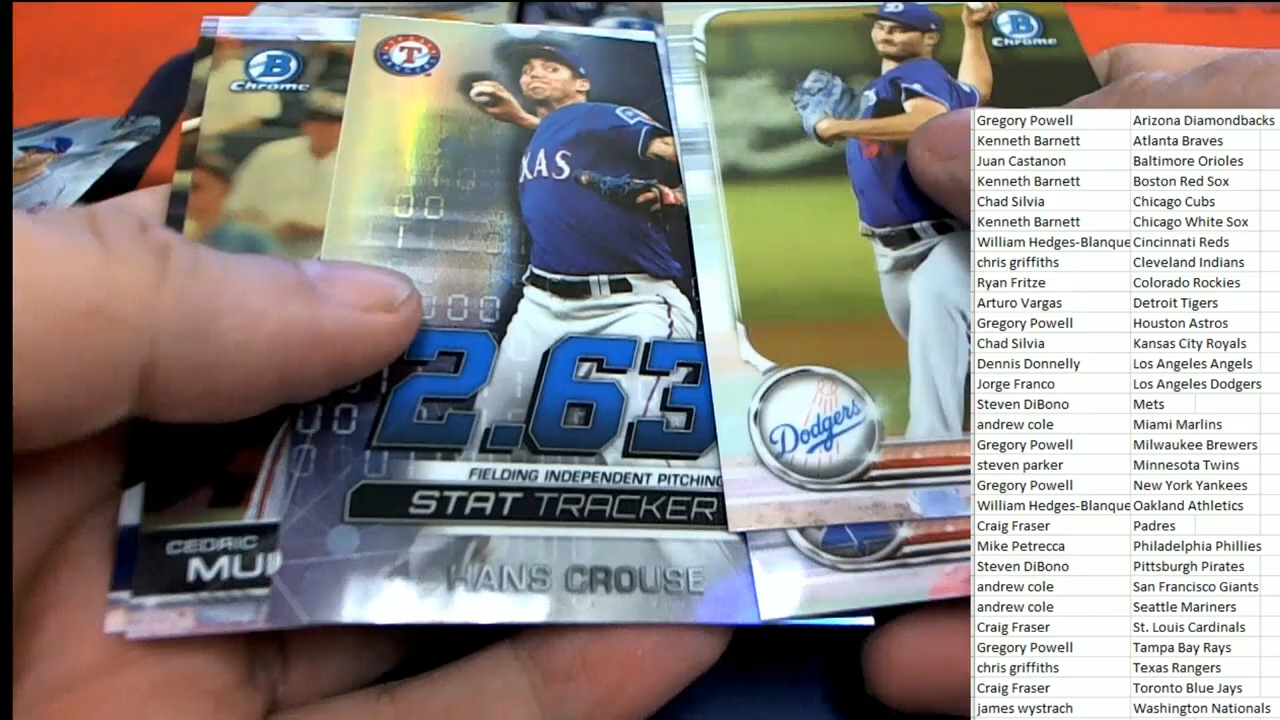 B
Chrome
T
B
Chrome
XAS
00
2.63
FIELDING INDEPENDENT PITCHING
STAT TRACKER
HANS CROUSE
CEDRIC
Dodgers
Gregory Powell Arizona Diamondbacks
Kenneth Barnett Atlanta Braves
Juan Castanon Baltimore Orioles
Kenneth Barnett Boston Red Sox
Chad Silvia Chicago Cubs
Kenneth Barnett Chicago White Sox
William Hedges-Blanque Cincinnati Reds
chris griffiths Cleveland Indians
Ryan Fritze Colorado Rockies
Arturo Vargas Detroit Tigers
Gregory Powell Houston Astros
Chad Silvia Kansas City Royals
Dennis Donnelly Los Angeles Angels
Jorge Franco Los Angeles Dodgers
Steven DiBono Mets
andrew cole Miami Marlins
Gregory Powell Milwaukee Brewers
steven parker Minnesota Twins
Gregory Powell New York Yankees
William Hedges-Blanque Oakland Athletics
Craig Fraser Padres
Mike Petrecca Philadelphia Phillies
Steven DiBono Pittsburgh Pirates
andrew cole San Francisco Giants
andrew cole Seattle Mariners
Craig Fraser St. Louis Cardinals
Gregory Powell Tampa Bay Rays
chris griffiths Texas Rangers
Craig Fraser Toronto Blue Jays
james wystrach Washington Nationals